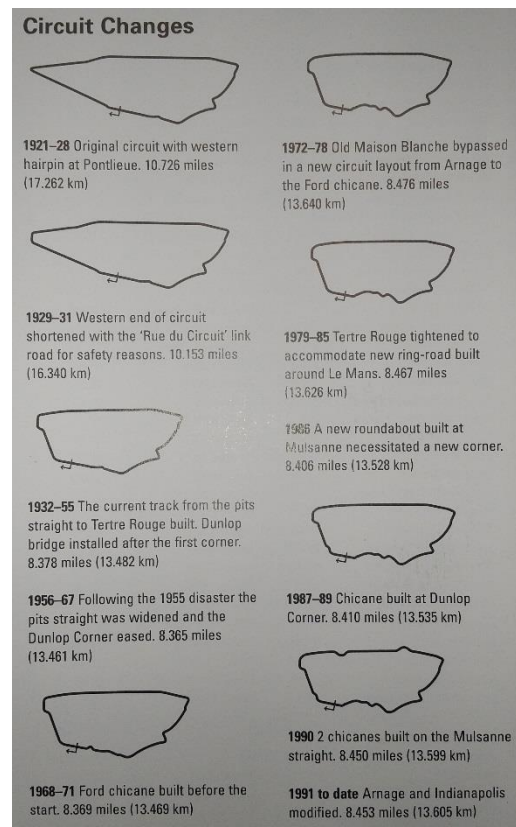 Circuit Changes
1921–28 Original circuit with western
hairpin at Pontlieue. 10.726 miles
(17.262 km)
1929–31 Western end of circuit
shortened with the 'Rue du Circuit' link
road for safety reasons. 10.153 miles
(16.340 km)
1932–55 The current track from the pits
straight to Tertre Rouge built. Dunlop
bridge installed after the first corner.
8.378 miles (13.482 km)
1956–67 Following the 1955 disaster the
pits straight was widened and the
Dunlop Corner eased. 8.365 miles
(13.461 km)
1968–71 Ford chicane built before the
start. 8.369 miles (13.469 km)
1972–78 Old Maison Blanche bypassed
in a new circuit layout from Arnage to
the Ford chicane. 8.476 miles
(13.640 km)
1979–85 Tertre Rouge tightened to
accommodate new ring-road built
around Le Mans. 8.467 miles
(13.626 km)
1986 A new roundabout built at
Mulsanne necessitated a new corner.
8.406 miles (13.528 km)
1987–89 Chicane built at Dunlop
Corner. 8.410 miles (13.535 km)
1990 2 chicanes built on the Mulsanne
straight. 8.450 miles (13.599 km)
1991 to date Arnage and Indianapolis
modified. 8.453 miles (13.605 km)